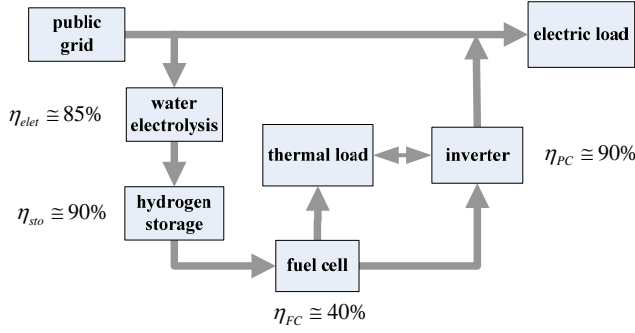 public
grid
electric load
η_elet ≅ 85%
water
electrolysis
thermal load
inverter
η_PC ≅ 90%
η_sto ≅ 90%
hydrogen
storage
fuel cell
η_FC ≅ 40%